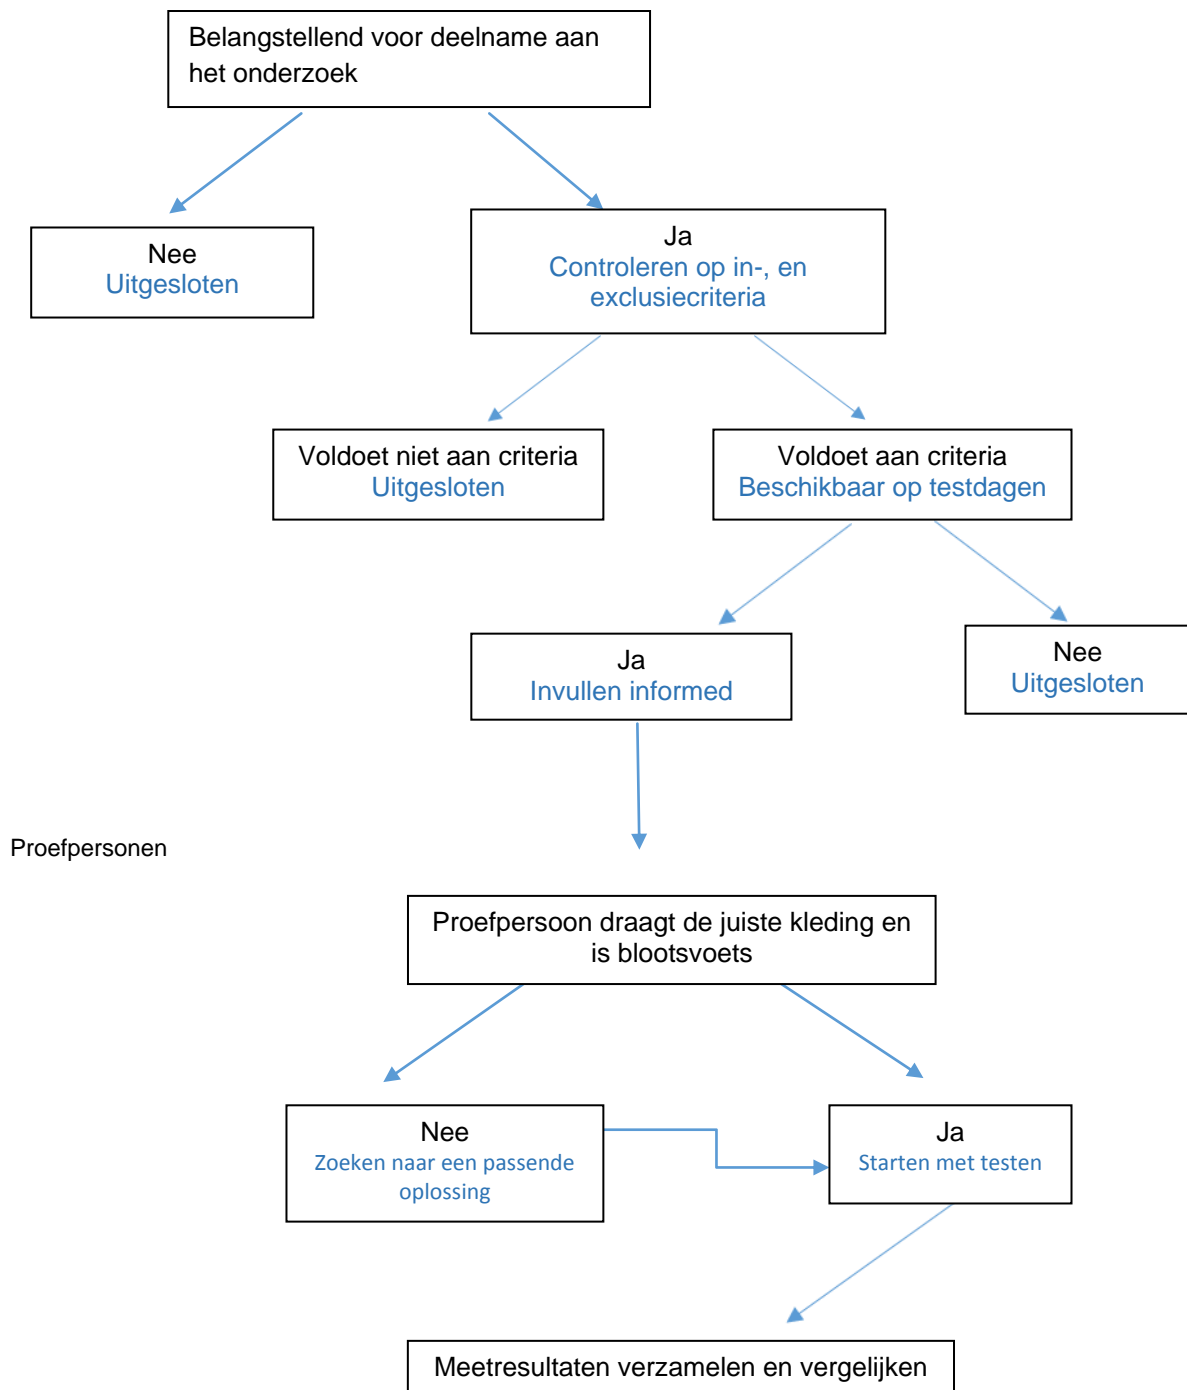 Belangstellend voor deelname aan
het onderzoek
Nee
Uitgesloten
Ja
Controleren op in-, en
exclusiecriteria
Voldoet niet aan criteria
Uitgesloten
Voldoet aan criteria
Beschikbaar op testdagen
Ja
Invullen informed
Nee
Uitgesloten
Proefpersonen
Proefpersoon draagt de juiste kleding en
is blootsvoets
Nee
Zoeken naar een passende
oplossing
Ja
Starten met testen
Meetresultaten verzamelen en vergelijken